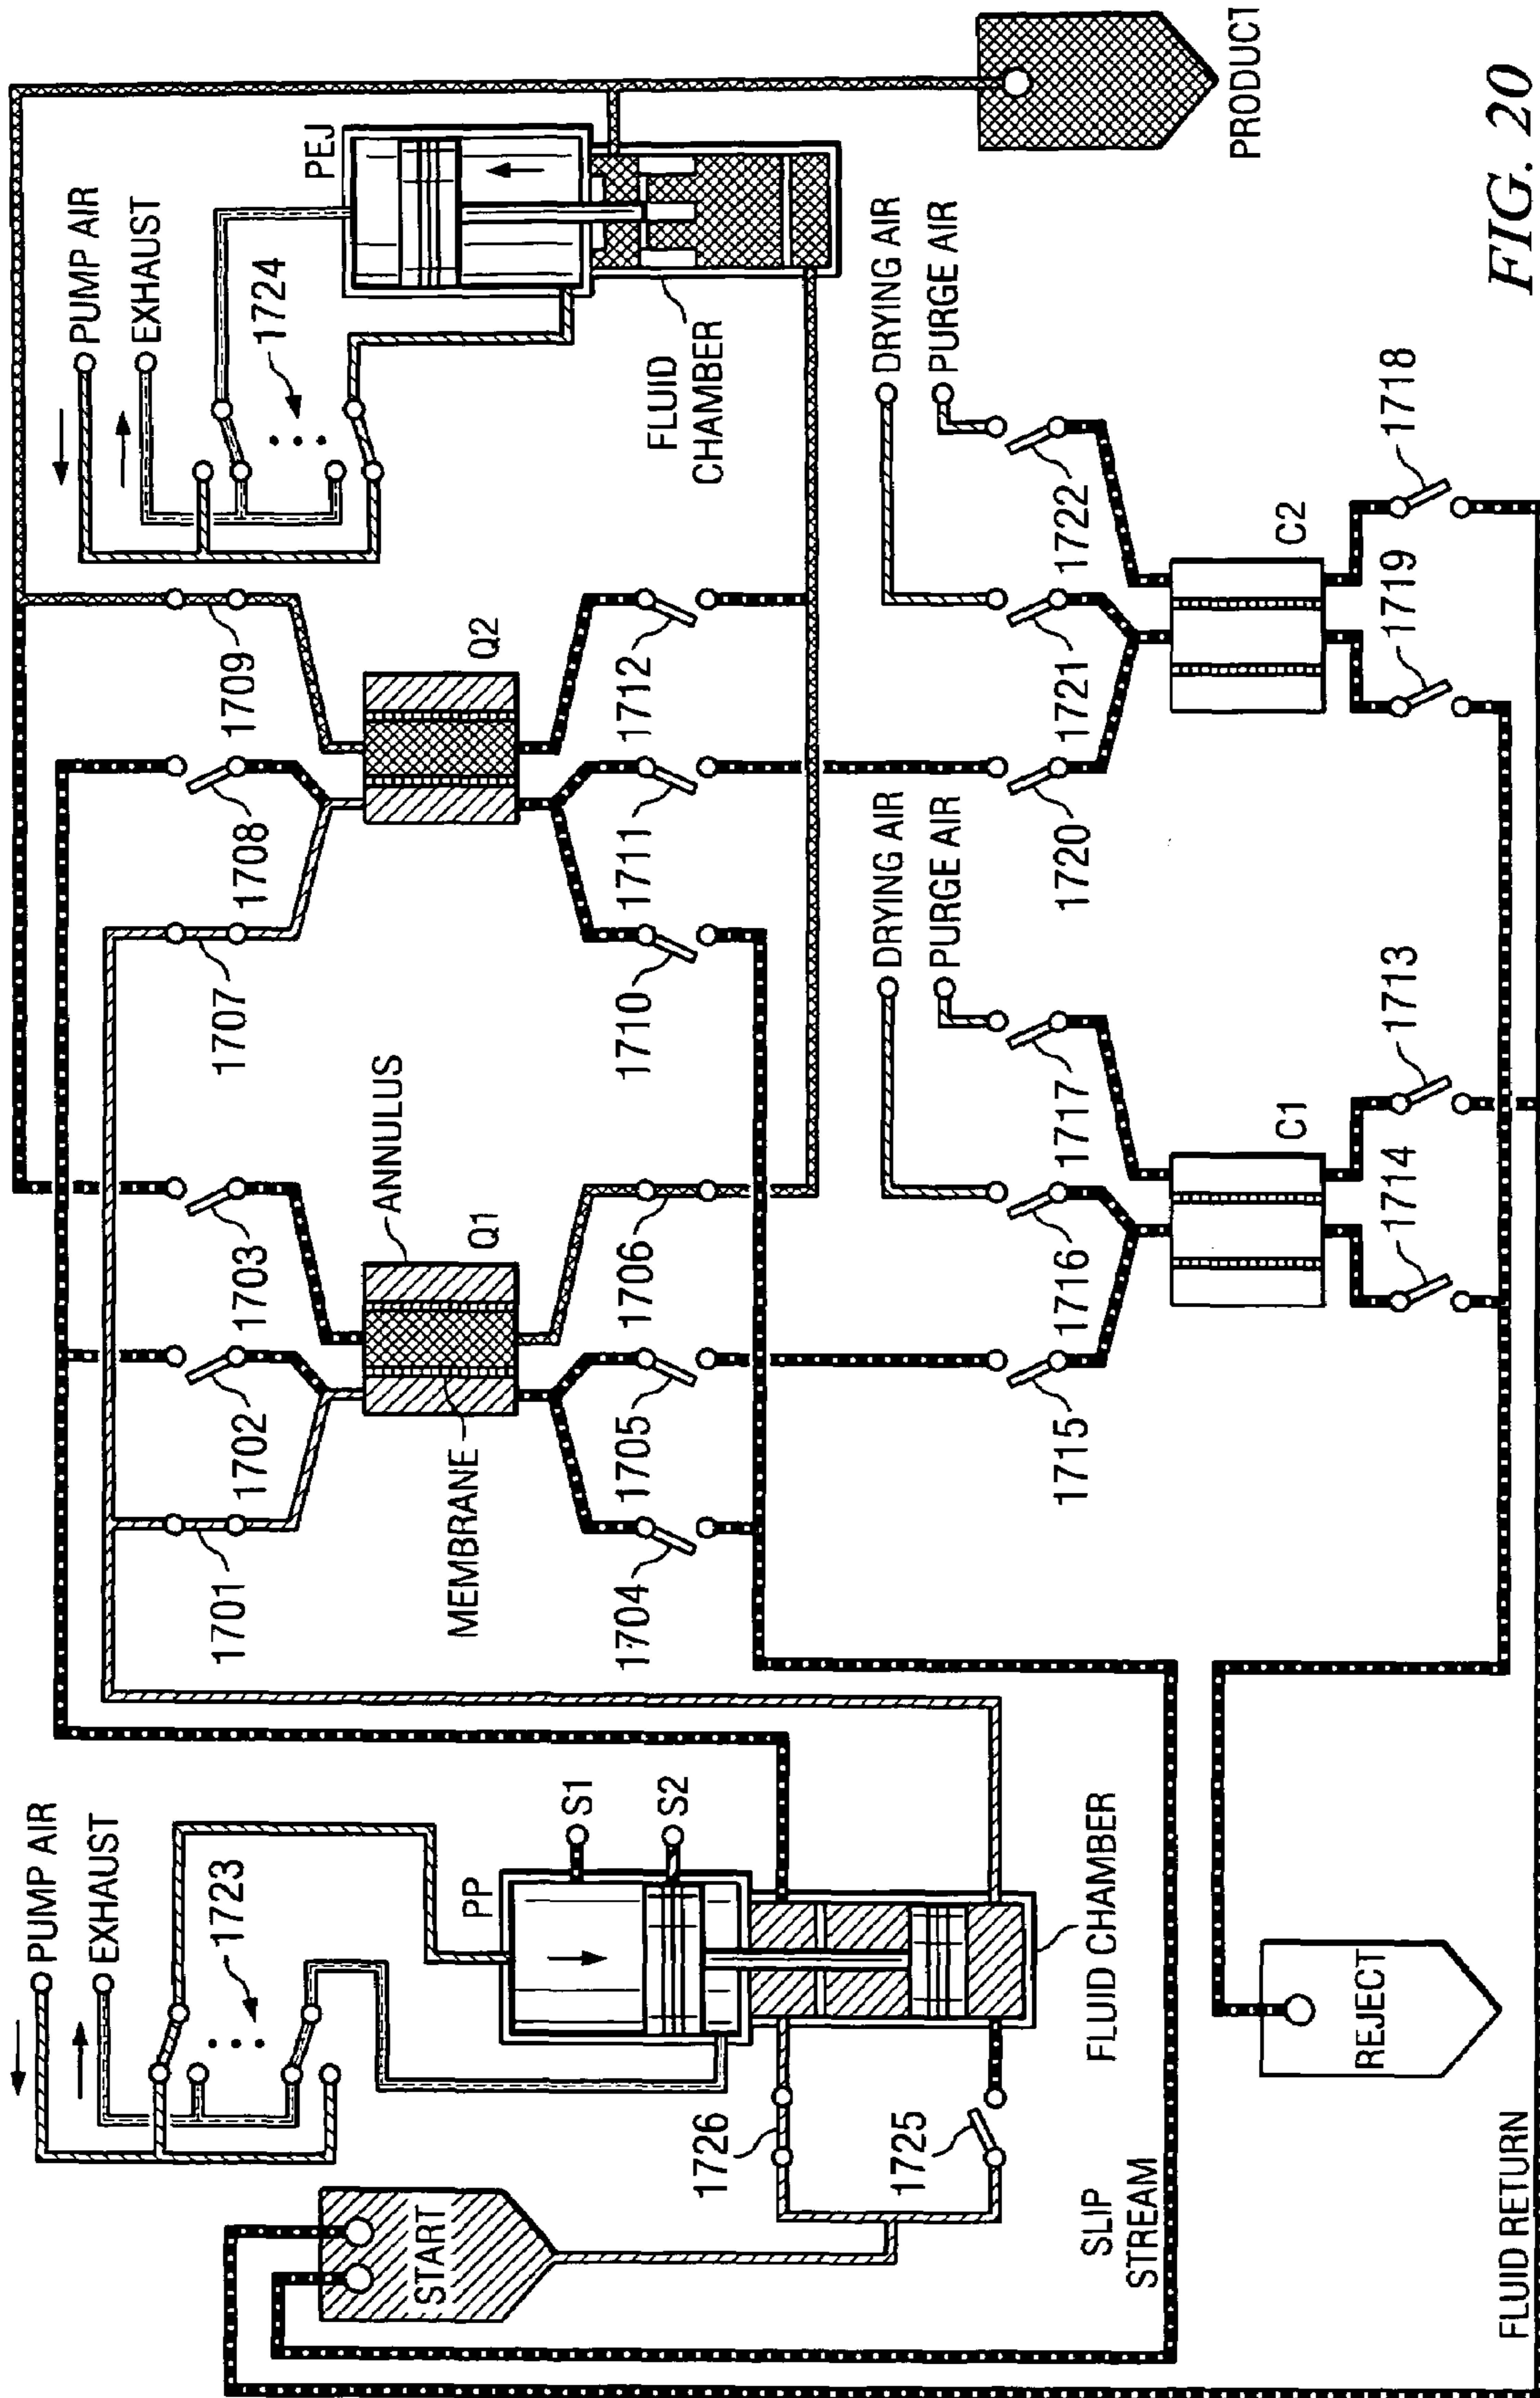 PUMP AIR
EXHAUST
1723
START
PP
S1
S2
1726
1725
FLUID CHAMBER
SLIP
STREAM
REJECT
FLUID RETURN
1701
1702
1703
MEMBRANE
ANNULUS
Q1
1704
1705
1706
1707
1708
1709
Q2
1710
1711
1712
PUMP AIR
EXHAUST
1724
PEJ
FLUID
CHAMBER
PRODUCT
DRYING AIR
PURGE AIR
1715
1716
1717
C1
1714
1713
DRYING AIR
PURGE AIR
1720
1721
1722
C2
1719
1718
FIG. 20